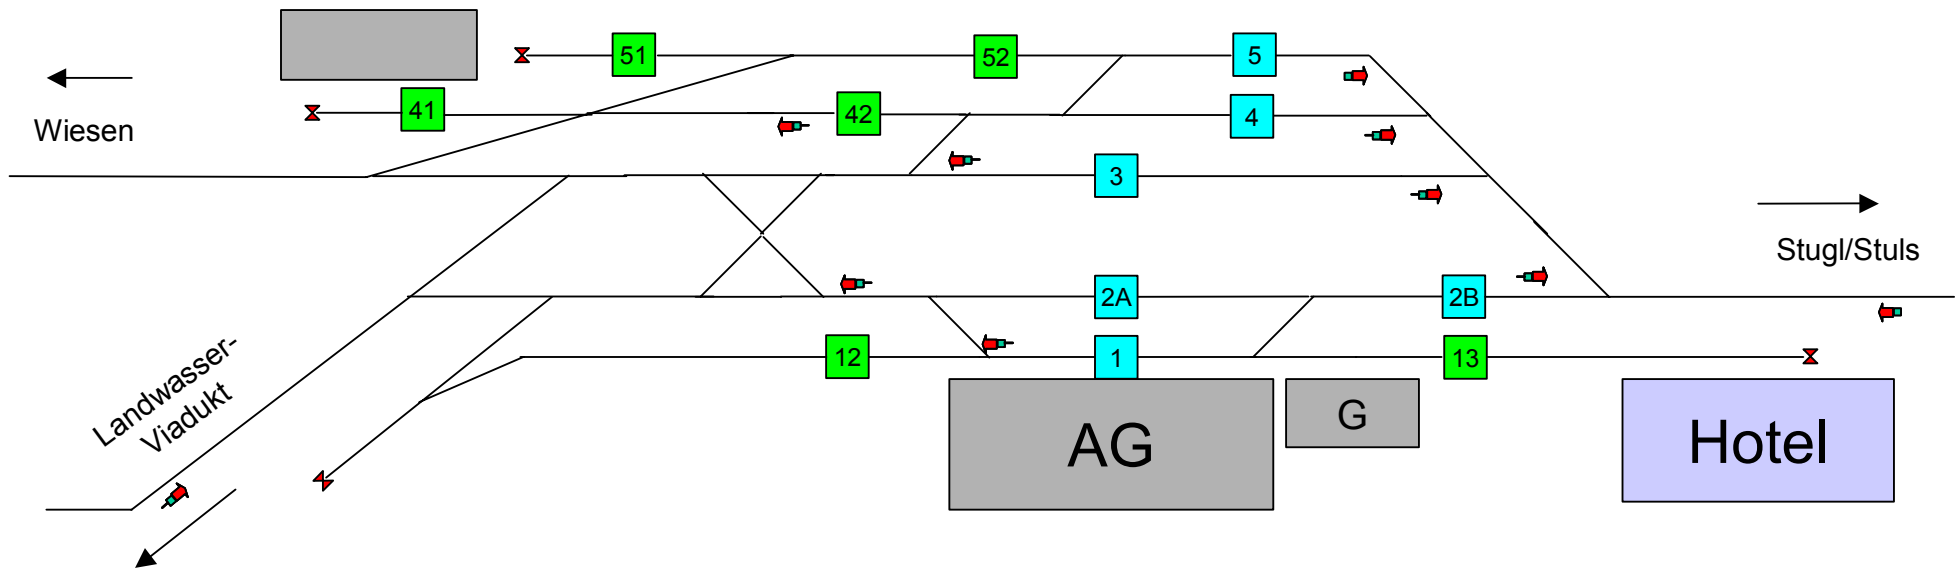 51
52
5
41
42
4
Wiesen
3
Stugl/Stuls
2A
2B
12
1
13
Landwasser-
Viadukt
AG
G
Hotel